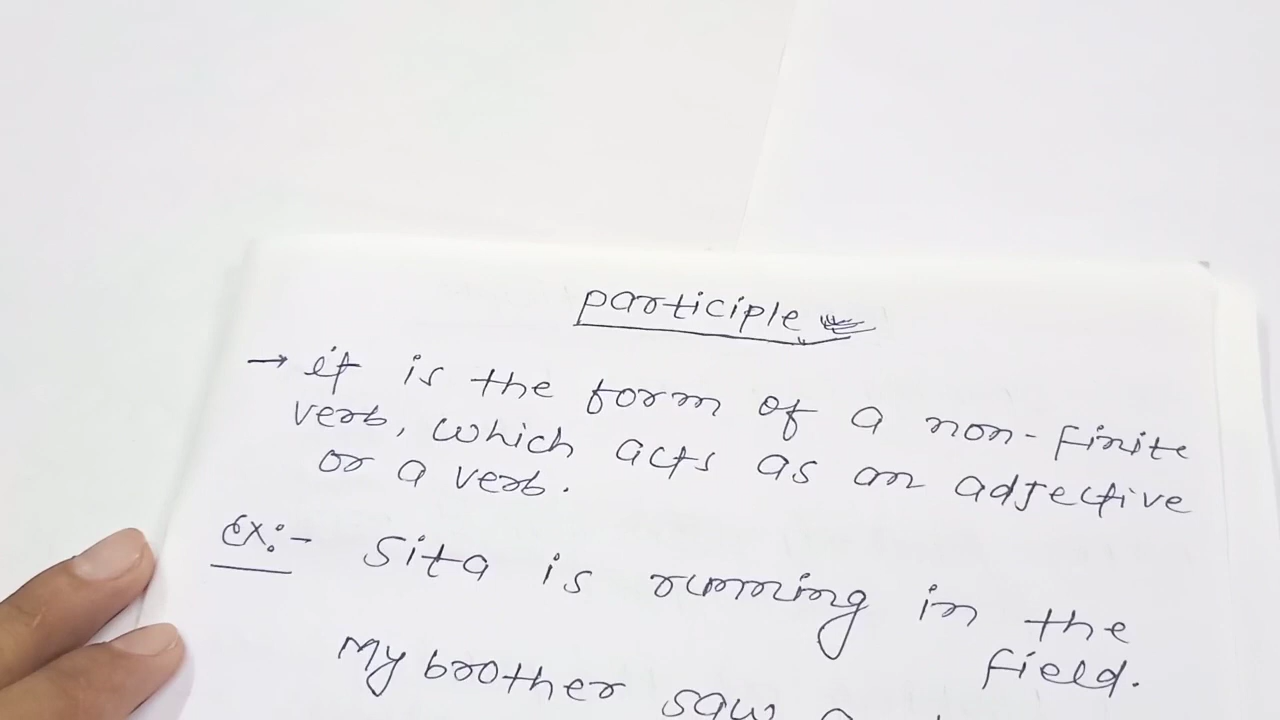 participle
→ it is the form of a non-finite
verb, which acts as an adjective
or a verb.
ex:- Sita is running in the
field.
My brother saw a